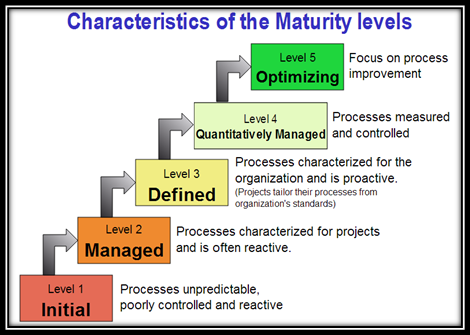 Characteristics of the Maturity levels
Level 5
Optimizing
Focus on process
improvement
Level 4
Quantitatively Managed
Processes measured
and controlled
Level 3
Defined
Processes characterized for the
organization and is proactive.
(Projects tailor their processes from
organization's standards)
Level 2
Managed
Processes characterized for projects
and is often reactive.
Level 1
Initial
Processes unpredictable,
poorly controlled and reactive